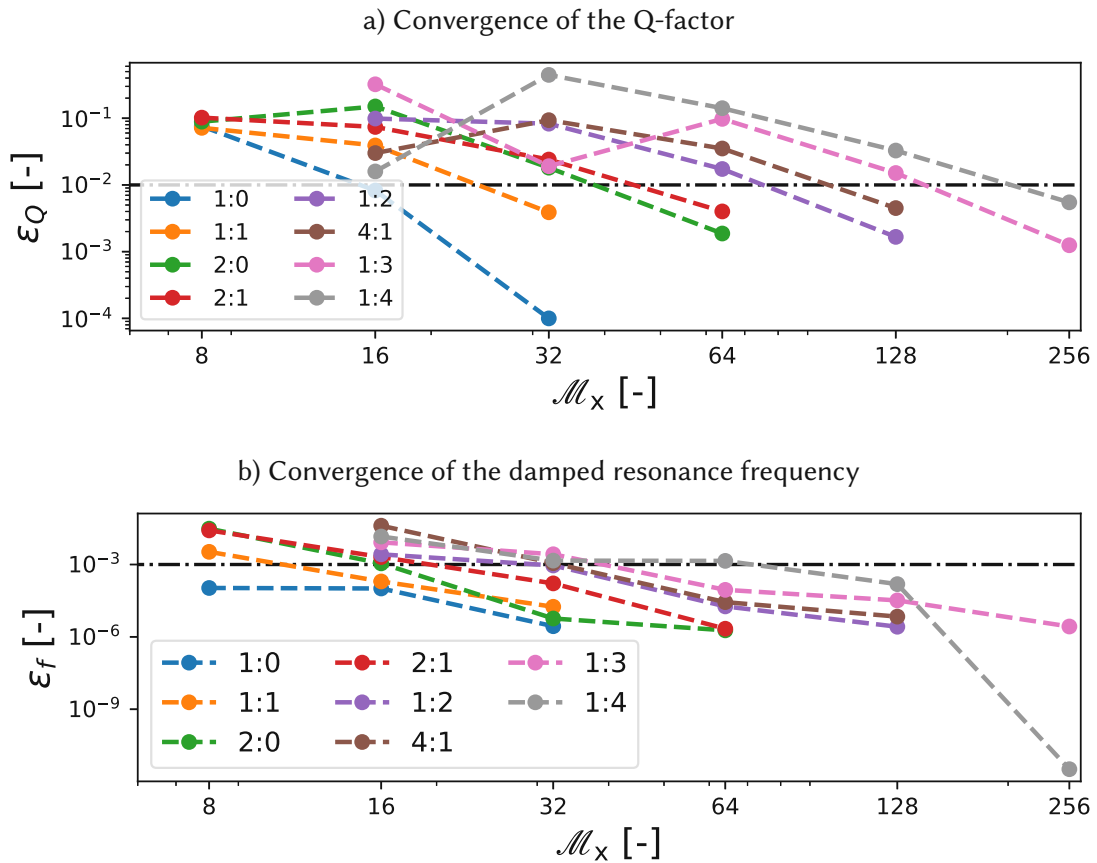 a) Convergence of the Q-factor
10⁻¹
10⁻²
10⁻³
10⁻⁴
ε_Q [-]
1:0 1:2
1:1 4:1
2:0 1:3
2:1 1:4
8 16 32 64 128 256
ℳₓ [-]
b) Convergence of the damped resonance frequency
10⁻³
10⁻⁶
10⁻⁹
ε_f [-]
1:0 2:1 1:3
1:1 1:2 1:4
2:0 4:1
8 16 32 64 128 256
ℳₓ [-]